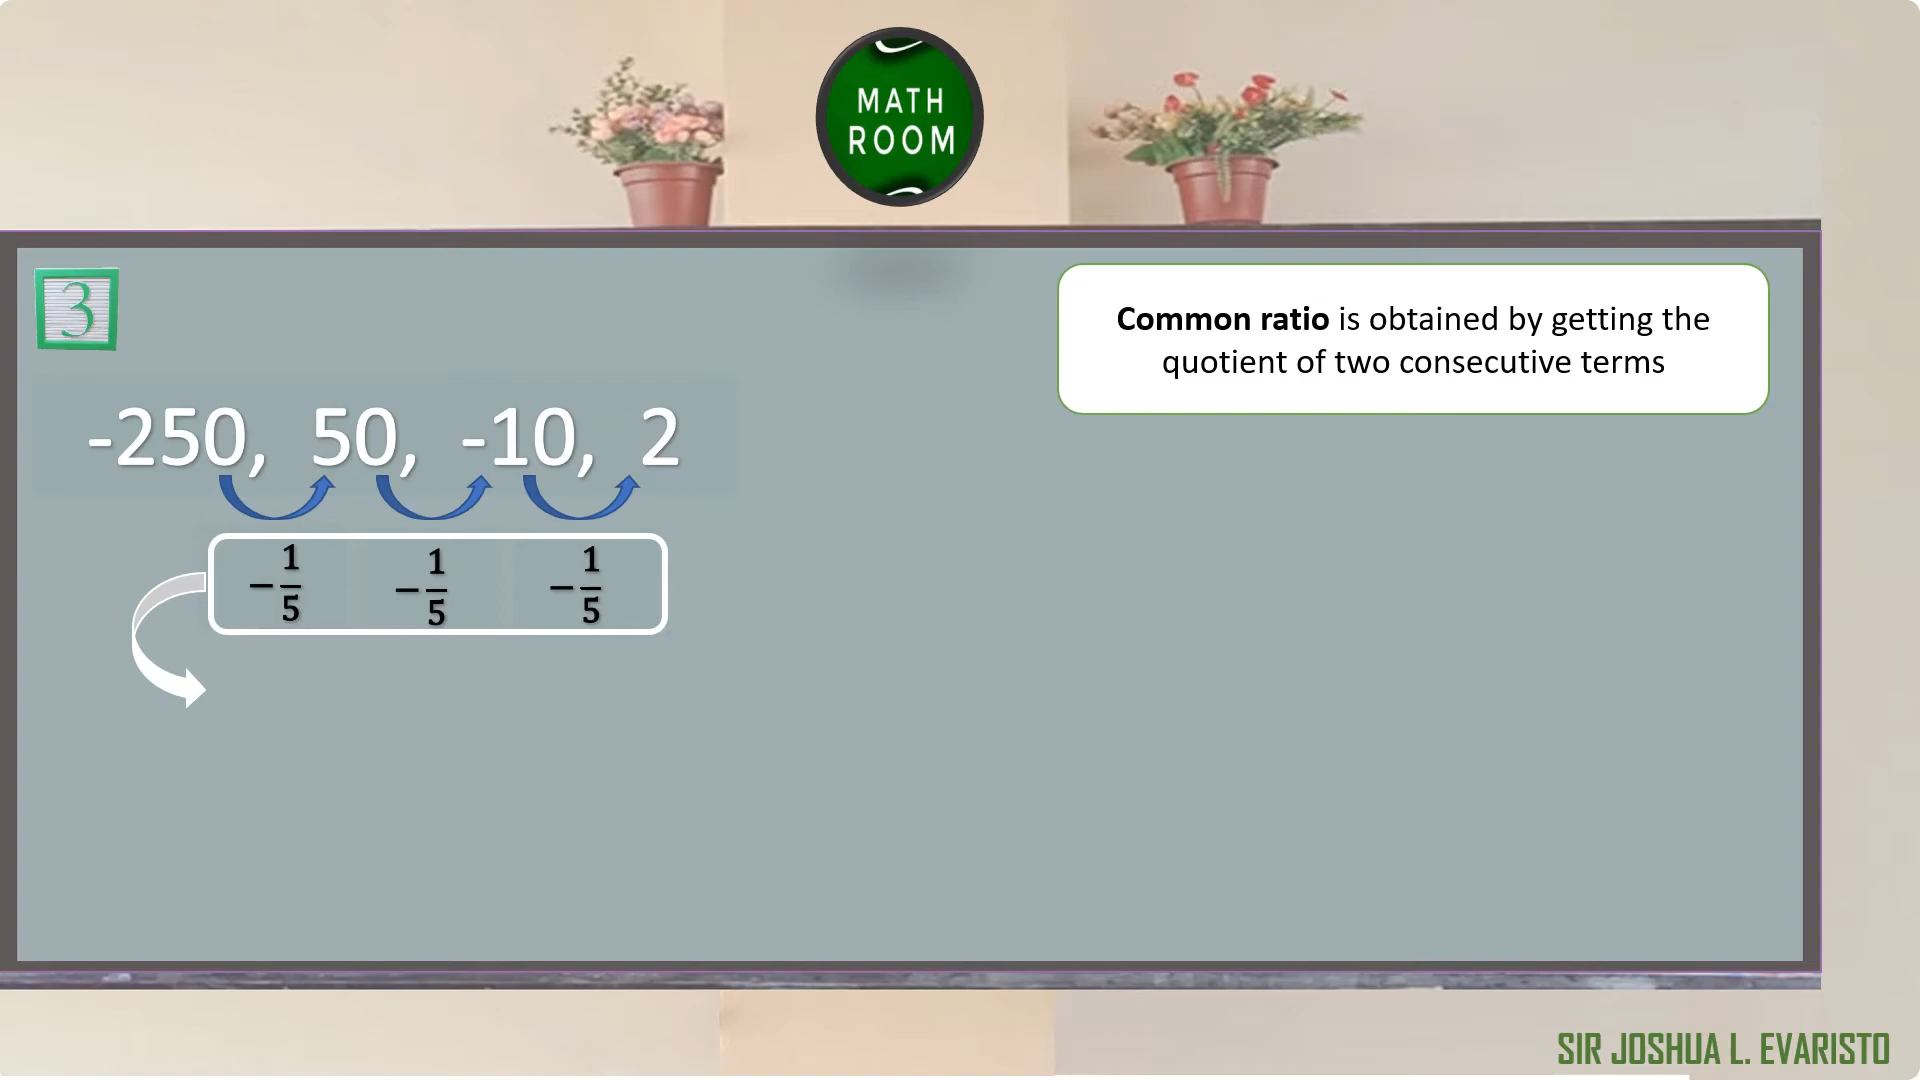 MATH
ROOM
3
Common ratio is obtained by getting the
quotient of two consecutive terms
-250, 50, -10, 2
−1/5 −1/5 −1/5
SIR JOSHUA L. EVARISTO